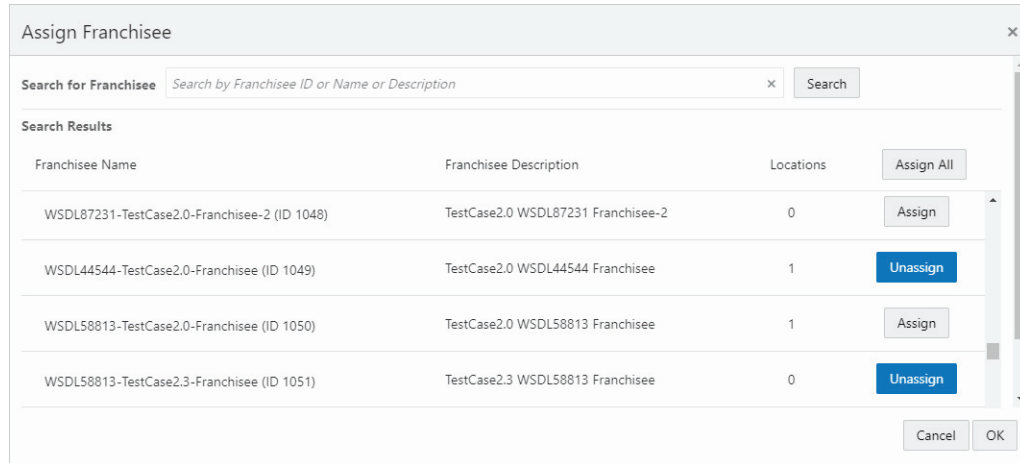 Assign Franchisee ×
Search for Franchisee Search by Franchisee ID or Name or Description × Search
Search Results
Franchisee Name Franchisee Description Locations Assign All
WSDL87231-TestCase2.0-Franchisee-2 (ID 1048) TestCase2.0 WSDL87231 Franchisee-2 0 Assign
WSDL44544-TestCase2.0-Franchisee (ID 1049) TestCase2.0 WSDL44544 Franchisee 1 Unassign
WSDL58813-TestCase2.0-Franchisee (ID 1050) TestCase2.0 WSDL58813 Franchisee 1 Assign
WSDL58813-TestCase2.3-Franchisee (ID 1051) TestCase2.3 WSDL58813 Franchisee 0 Unassign
Cancel OK